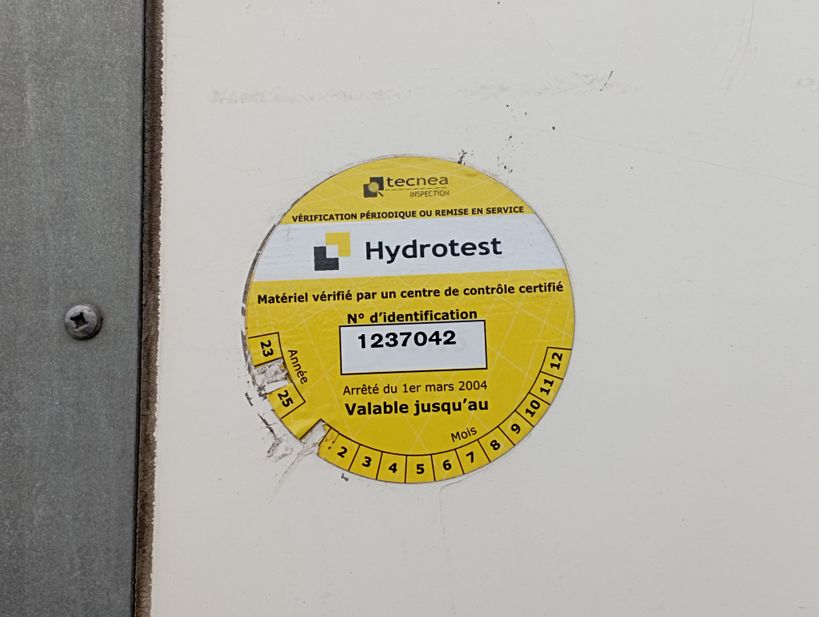 tecnea
INSPECTION
VÉRIFICATION PÉRIODIQUE OU REMISE EN SERVICE
Hydrotest
Matériel vérifié par un centre de contrôle certifié
N° d'identification
1237042
Arrêté du 1er mars 2004
Valable jusqu'au
Année
23
25
Mois
2 3 4 5 6 7 8 9 10 11 12